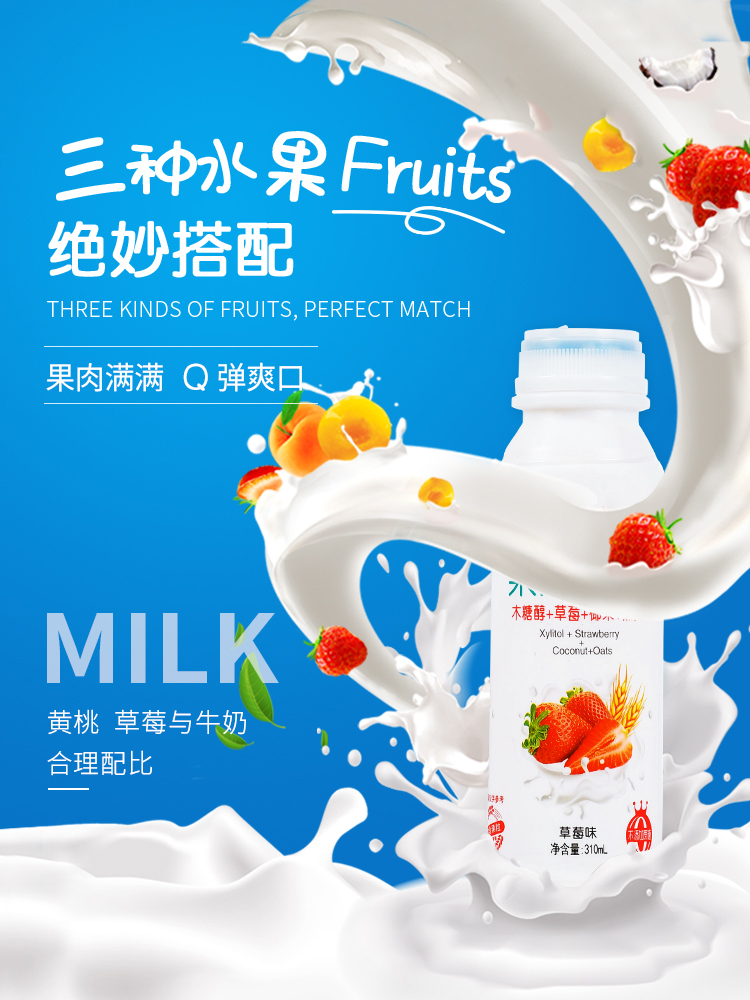 三种水果Fruits
绝妙搭配
THREE KINDS OF FRUITS, PERFECT MATCH
果肉满满 Q弹爽口
MILK
黄桃 草莓与牛奶
合理配比
木糖醇+草莓+椰果
Xylitol + Strawberry
+
Coconut+Oats
草莓味
净含量:310mL